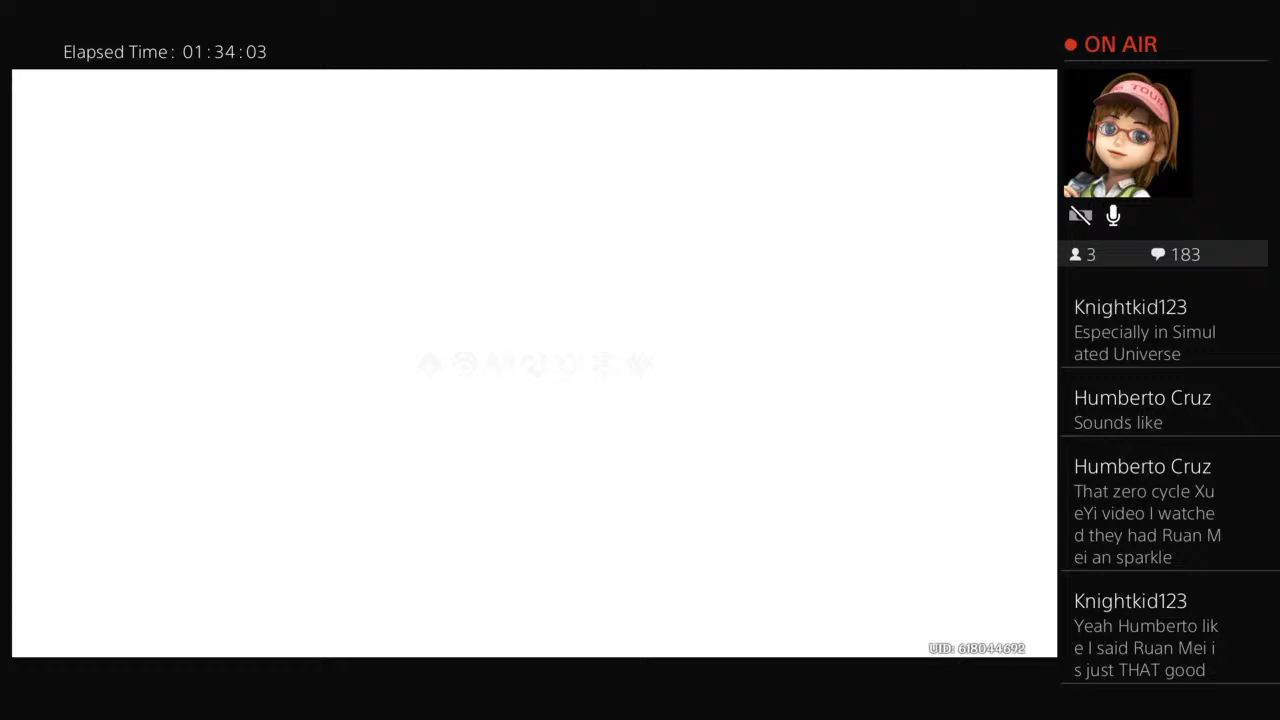 Elapsed Time: 01:34:03
ON AIR
G TOUR
3 183
Knightkid123
Especially in Simul
ated Universe
Humberto Cruz
Sounds like
Humberto Cruz
That zero cycle Xu
eYi video I watche
d they had Ruan M
ei an sparkle
Knightkid123
Yeah Humberto lik
e I said Ruan Mei i
s just THAT good
UID: 618044692